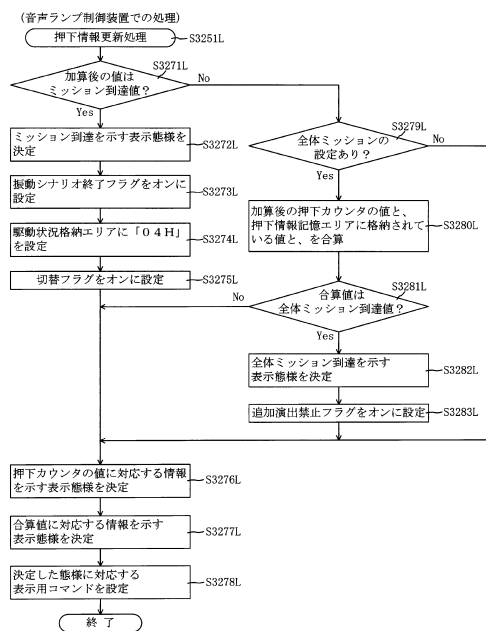 (音声ランプ制御装置での処理)
押下情報更新処理
S3251L
加算後の値は
ミッション到達値?
S3271L
No
Yes
ミッション到達を示す表示態様を
決定
S3272L
振動シナリオ終了フラグをオンに
設定
S3273L
駆動状況格納エリアに「04H」
を設定
S3274L
切替フラグをオンに設定
S3275L
全体ミッションの
設定あり?
S3279L
No
Yes
加算後の押下カウンタの値と、
押下情報記憶エリアに格納されて
いる値と、を合算
S3280L
合算値は
全体ミッション到達値?
S3281L
No
Yes
全体ミッション到達を示す
表示態様を決定
S3282L
追加演出禁止フラグをオンに設定
S3283L
押下カウンタの値に対応する情報
を示す表示態様を決定
S3276L
合算値に対応する情報を示す
表示態様を決定
S3277L
決定した態様に対応する
表示用コマンドを設定
S3278L
終了